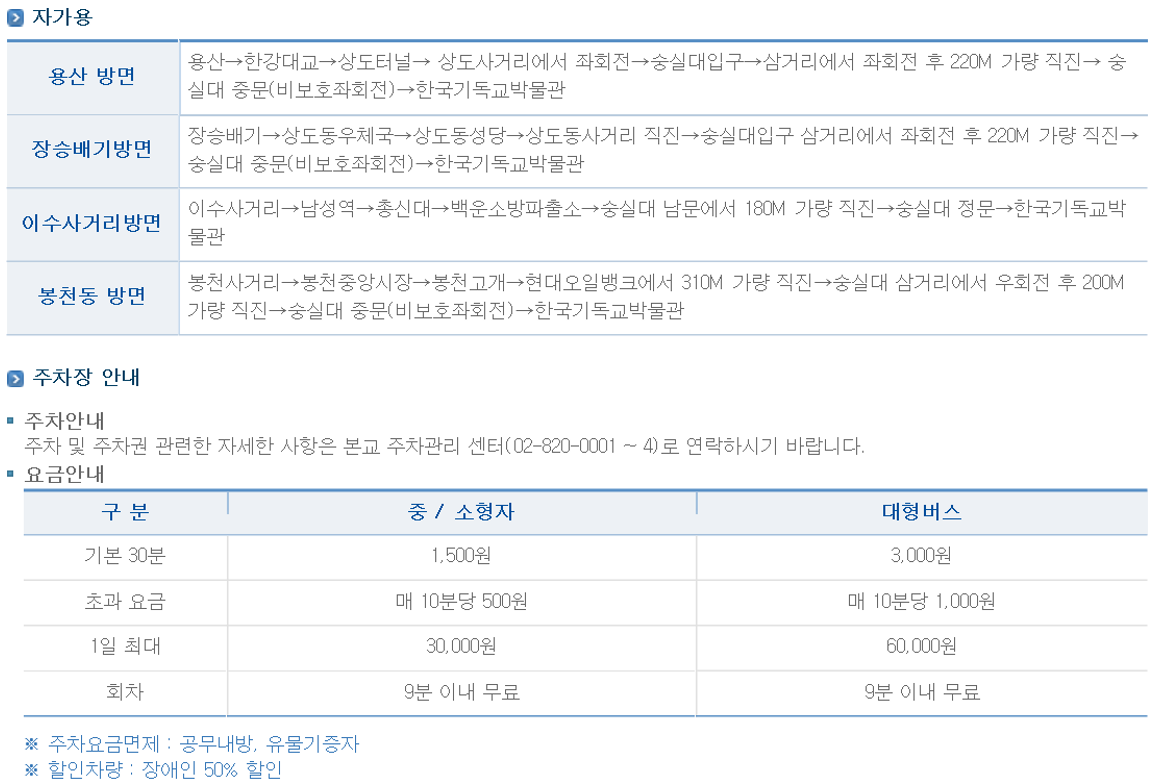 자가용
용산 방면
용산→한강대교→상도터널→ 상도사거리에서 좌회전→숭실대입구→삼거리에서 좌회전 후 220M 가량 직진→ 숭
실대 중문(비보호좌회전)→한국기독교박물관
장승배기방면
장승배기→상도동우체국→상도동성당→상도동사거리 직진→숭실대입구 삼거리에서 좌회전 후 220M 가량 직진→
숭실대 중문(비보호좌회전)→한국기독교박물관
이수사거리방면
이수사거리→남성역→총신대→백운소방파출소→숭실대 남문에서 180M 가량 직진→숭실대 정문→한국기독교박
물관
봉천동 방면
봉천사거리→봉천중앙시장→봉천고개→현대오일뱅크에서 310M 가량 직진→숭실대 삼거리에서 우회전 후 200M
가량 직진→숭실대 중문(비보호좌회전)→한국기독교박물관
주차장 안내
주차안내
주차 및 주차권 관련한 자세한 사항은 본교 주차관리 센터(02-820-0001 ~ 4)로 연락하시기 바랍니다.
요금안내
구 분 중 / 소형자 대형버스
기본 30분 1,500원 3,000원
초과 요금 매 10분당 500원 매 10분당 1,000원
1일 최대 30,000원 60,000원
회차 9분 이내 무료 9분 이내 무료
※ 주차요금면제 : 공무내방, 유물기증자
※ 할인차량 : 장애인 50% 할인